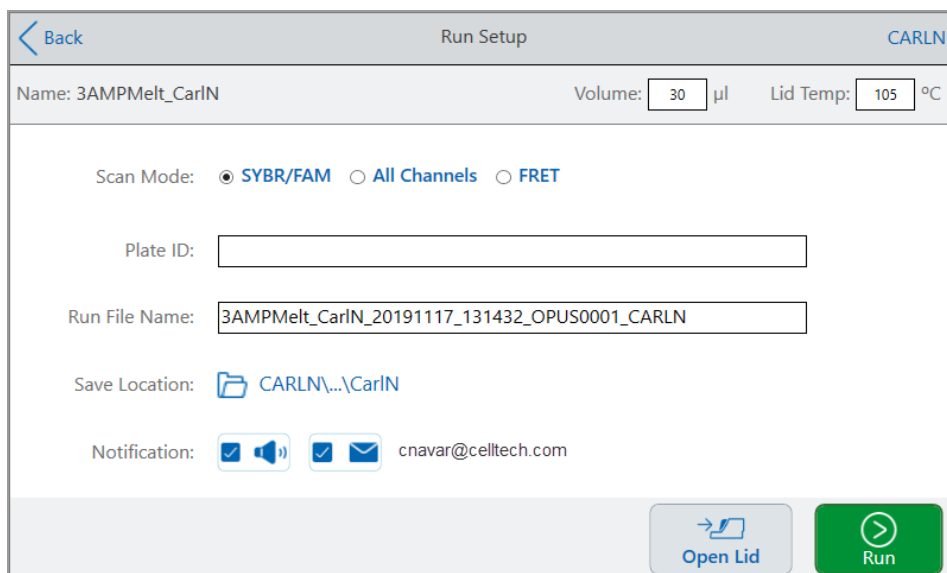 Back Run Setup CARLN
Name: 3AMPMelt_CarlN Volume: 30 µl Lid Temp: 105 ºC
Scan Mode: SYBR/FAM All Channels FRET
Plate ID:
Run File Name: 3AMPMelt_CarlN_20191117_131432_OPUS0001_CARLN
Save Location: CARLN\...\CarlN
Notification: cnavar@celltech.com
Open Lid Run